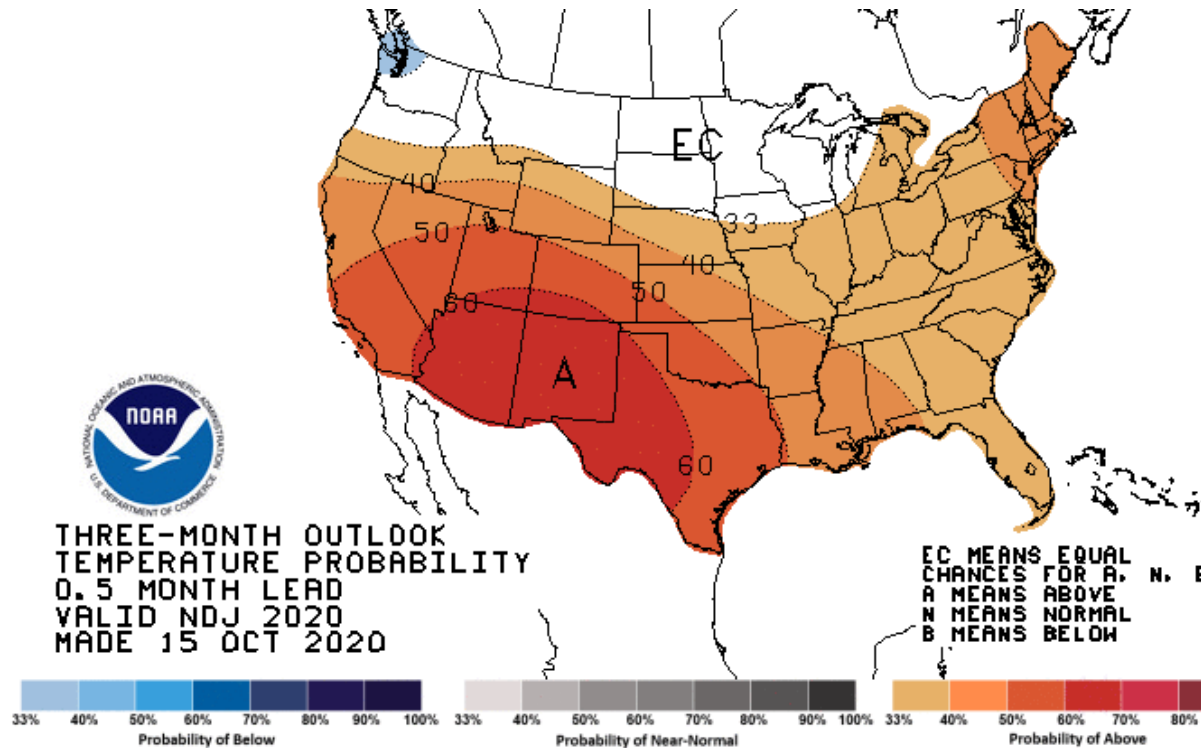 EC
A
40
33
50
40
50
60
A
A
60
NATIONAL OCEANIC AND ATMOSPHERIC ADMINISTRATION
NOAA
U.S. DEPARTMENT OF COMMERCE
THREE-MONTH OUTLOOK
TEMPERATURE PROBABILITY
0.5 MONTH LEAD
VALID NDJ 2020
MADE 15 OCT 2020
EC MEANS EQUAL
CHANCES FOR A, N,
A MEANS ABOVE
N MEANS NORMAL
B MEANS BELOW
33% 40% 50% 60% 70% 80% 90% 100%
Probability of Below
33% 40% 50% 60% 70% 80% 90% 100%
Probability of Near-Normal
33% 40% 50% 60% 70% 80%
Probability of Above